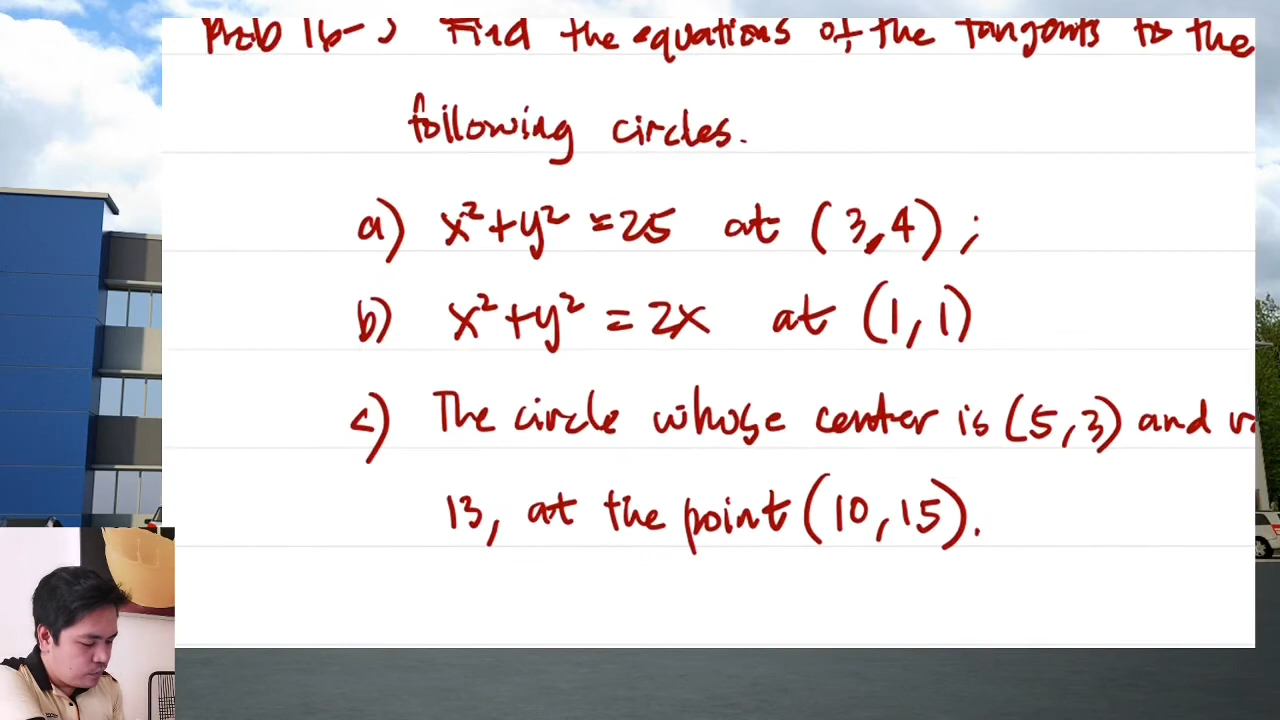 Prob 16-5 Find the equations of the tangents to the
following circles.
a) x²+y² = 25 at (3,4) ;
b) x²+y² = 2x at (1,1)
c) The circle whose center is (5,3) and
13, at the point (10,15).